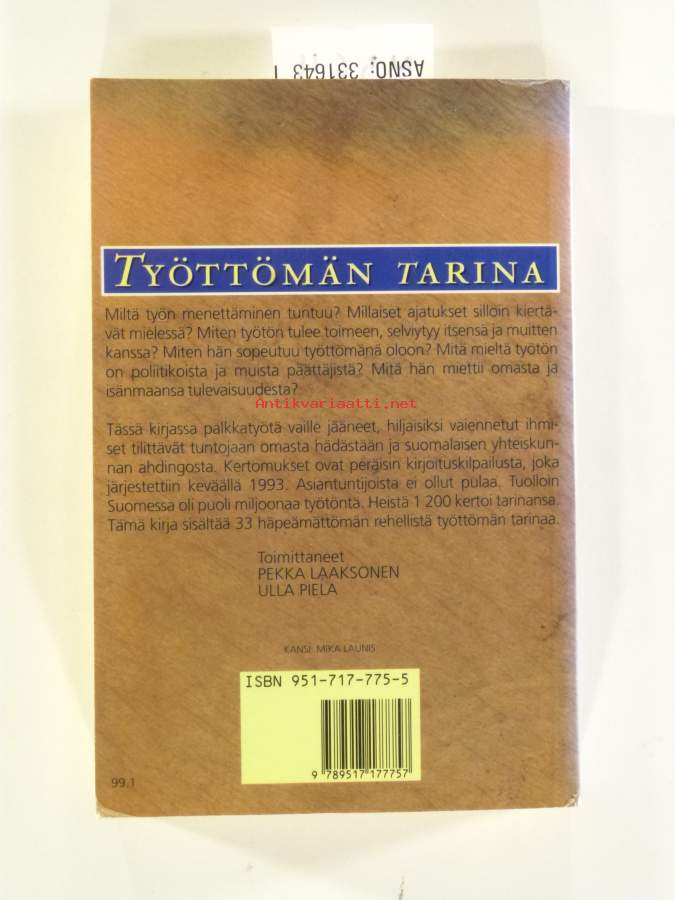 ASNO: 331643 1
TYÖTTÖMÄN TARINA
Miltä työn menettäminen tuntuu? Millaiset ajatukset silloin kiertä-
vät mielessä? Miten työtön tulee toimeen, selviytyy itsensä ja muitten
kanssa? Miten hän sopeutuu työttömänä oloon? Mitä mieltä työtön
on poliitikoista ja muista päättäjistä? Mitä hän miettii omasta ja
isänmaansa tulevaisuudesta?
Antikvariaatti.net
Tässä kirjassa palkkatyötä vaille jääneet, hiljaisiksi vaiennetut ihmi-
set tilittävät tuntojaan omasta hädästään ja suomalaisen yhteiskun-
nan ahdingosta. Kertomukset ovat peräisin kirjoituskilpailusta, joka
järjestettiin keväällä 1993. Asiantuntijoista ei ollut pulaa. Tuolloin
Suomessa oli puoli miljoonaa työtöntä. Heistä 1 200 kertoi tarinansa.
Tämä kirja sisältää 33 häpeämättömän rehellistä työttömän tarinaa.
Toimittaneet
PEKKA LAAKSONEN
ULLA PIELA
KANSI: MIKA LAUNIS
ISBN 951-717-775-5
9 789517 177757
99.1